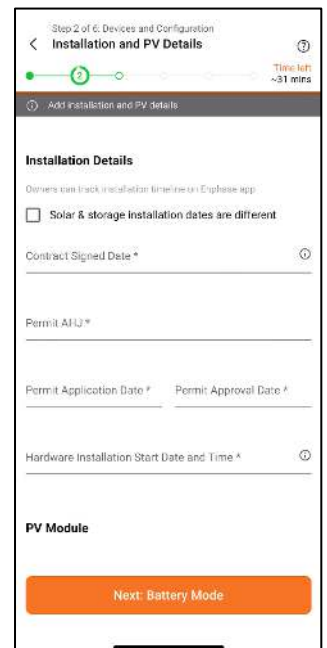 Step 2 of 6: Devices and Configuration
Installation and PV Details
2
Time left
~31 mins
Add installation and PV details
Installation Details
Owners can track installation timeline on Enphase app
Solar & storage installation dates are different
Contract Signed Date *
Permit AHJ *
Permit Application Date * Permit Approval Date *
Hardware Installation Start Date and Time *
PV Module
Next: Battery Mode